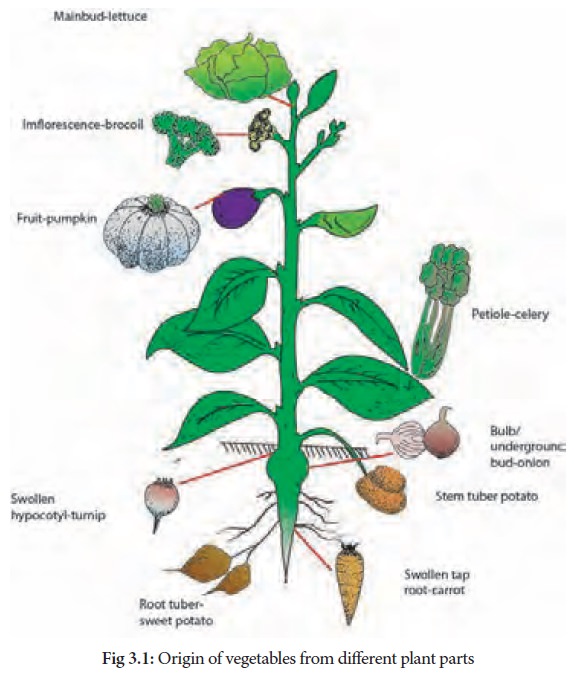 Mainbud-lettuce
Imflorescence-brocoil
Fruit-pumpkin
Petiole-celery
Bulb/
underground
bud-onion
Stem tuber potato
Swollen
hypocotyl-turnip
Swollen tap
root-carrot
Root tuber-
sweet potato
Fig 3.1: Origin of vegetables from different plant parts